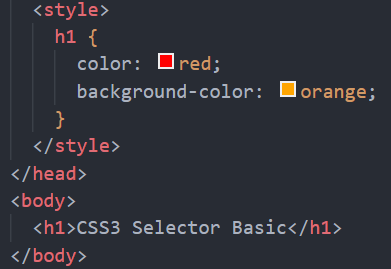 <style>
h1 {
color: red;
background-color: orange;
}
</style>
</head>
<body>
<h1>CSS3 Selector Basic</h1>
</body>